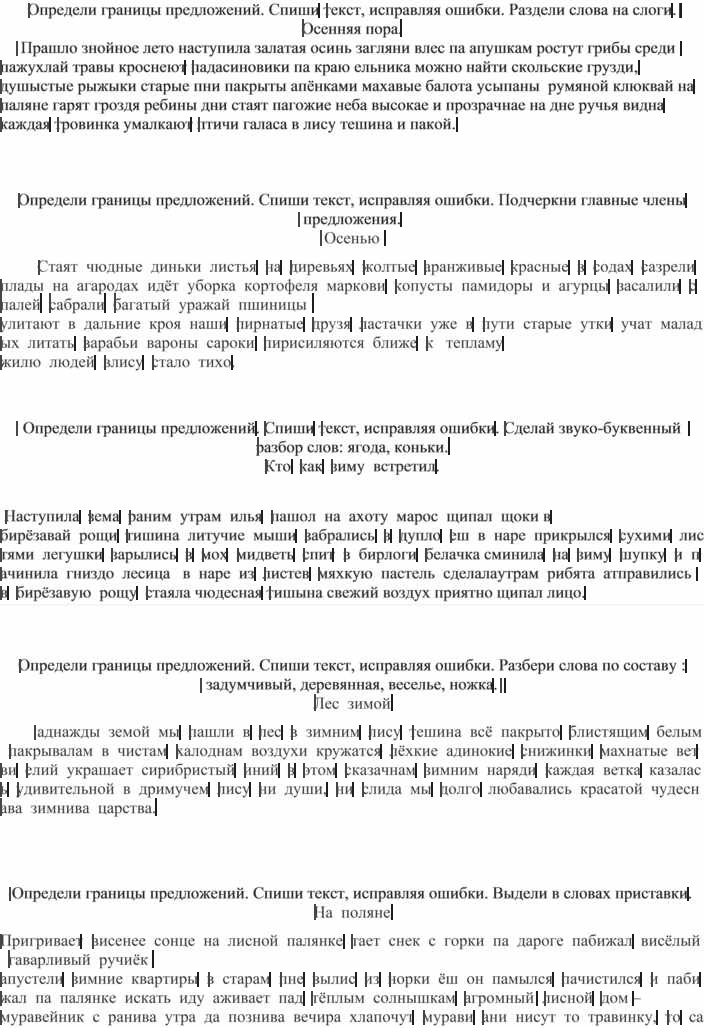 Определи границы предложений. Спиши текст, исправляя ошибки. Раздели слова на слоги.
Осенняя пора.
Прашло знойное лето наступила залатая осинь загляни влес па апушкам ростут грибы среди
пажухлай травы кроснеют падасиновики па краю ельника можно найти скольские грузди,
душыстые рыжыки старые пни пакрыты апёнками махавые балота усыпаны румяной клюквай на
паляне гарят гроздя ребины дни стаят пагожие неба высокае и прозрачнае на дне ручья видна
каждая тровинка умалкают птичи галаса в лису тешина и пакой.
Определи границы предложений. Спиши текст, исправляя ошибки. Подчеркни главные члены
предложения.
Осенью
Стаят чюдные диньки листья на диревьях жолтые аранживые красные в содах сазрели
плады на агародах идёт уборка кортофеля маркови копусты памидоры и агурцы засалили с
палей сабрали багатый уражай пшиницы
улитают в дальние кроя наши пирнатые друзя ластачки уже в пути старые утки учат малад
ых литать варабьи вароны сароки пирисиляются ближе к тепламу
жилю людей влису стало тихо.
Определи границы предложений. Спиши текст, исправляя ошибки. Сделай звуко-буквенный
разбор слов: ягода, коньки.
Кто как зиму встретил.
Наступила зема раним утрам илья пашол на ахоту марос щипал щоки в
бирёзавай рощи тишина литучие мыши забрались в дупло ёш в наре прикрылся сухими лис
тями легушки зарылись в мох мидветь спит в бирлоги белачка сминила на зиму шупку и п
ачинила гниздо лесица в наре из листев мяхкую пастель сделалаутрам рибята атправились
в бирёзавую рощу стаяла чюдесная тишына свежий воздух приятно щипал лицо.
Определи границы предложений. Спиши текст, исправляя ошибки. Разбери слова по составу :
задумчивый, деревянная, веселье, ножка.
Лес зимой
аднажды земой мы пашли в лес в зимним лису тешина всё пакрыто блистящим белым
пакрывалам в чистам халоднам воздухи кружатся лёхкие адинокие снижинки махнатые вет
ви елий украшает сирибристый иний в этом сказачнам зимним наряди каждая ветка казалас
ь удивительной в дримучем лису ни души, ни слида мы долго любавались красатой чудесн
ава зимнива царства.
Определи границы предложений. Спиши текст, исправляя ошибки. Выдели в словах приставки.
На поляне
Пригривает висенее сонце на лисной палянке тает снек с горки па дароге пабижал висёлый
гаварливый ручиёк
апустели зимние квартиры в старам пне вылис из норки ёш он памылся пачистился и паби
жал па палянке искать иду аживает пад тёплым солнышкам агромный лисной дом –
муравейник с ранива утра да познива вечира хлапочут мурави ани нисут то травинку, то са